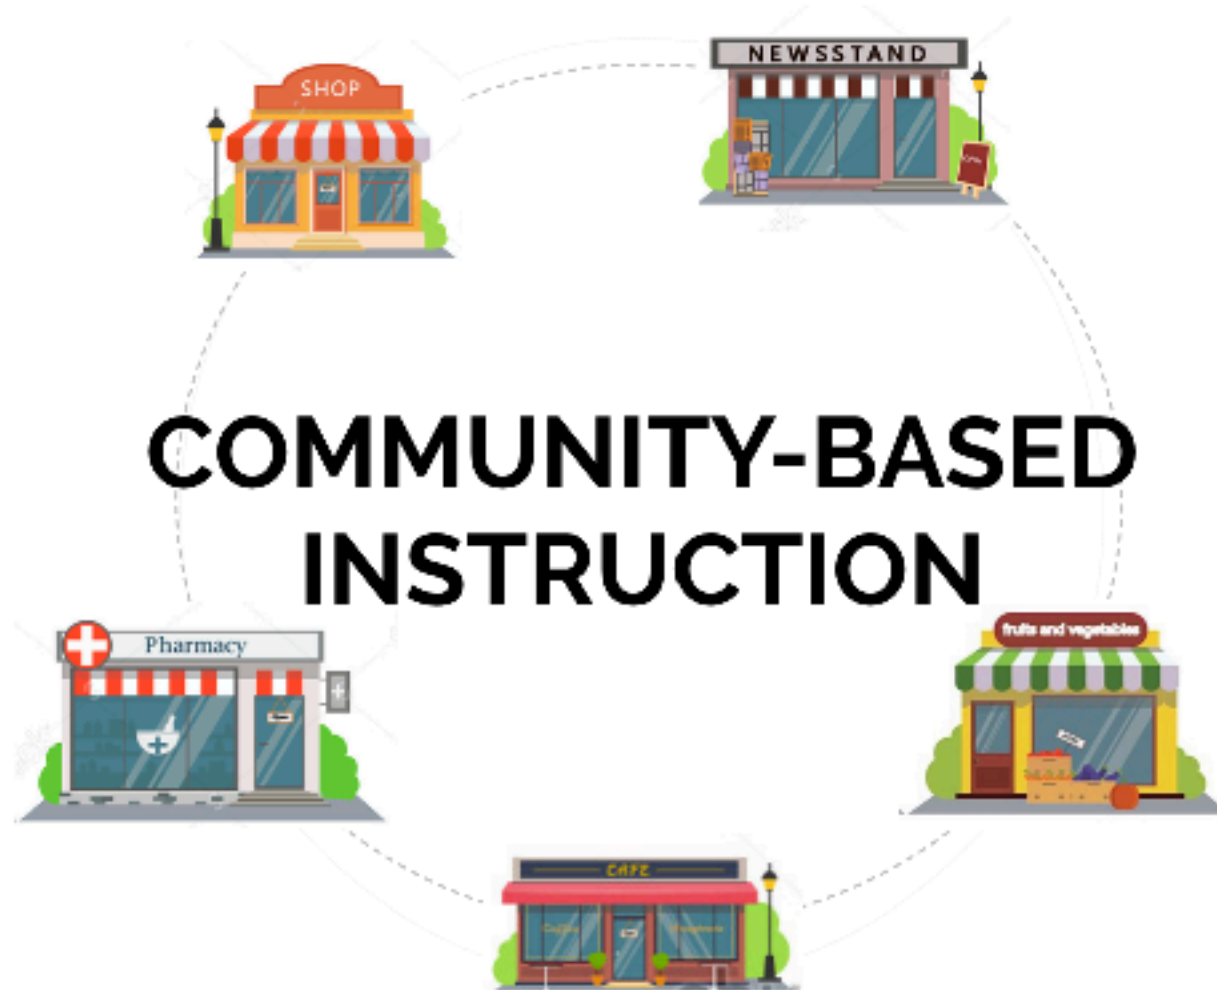 SHOP
NEWSSTAND
COMMUNITY-BASED
INSTRUCTION
Pharmacy
fruits and vegetables
CAFE